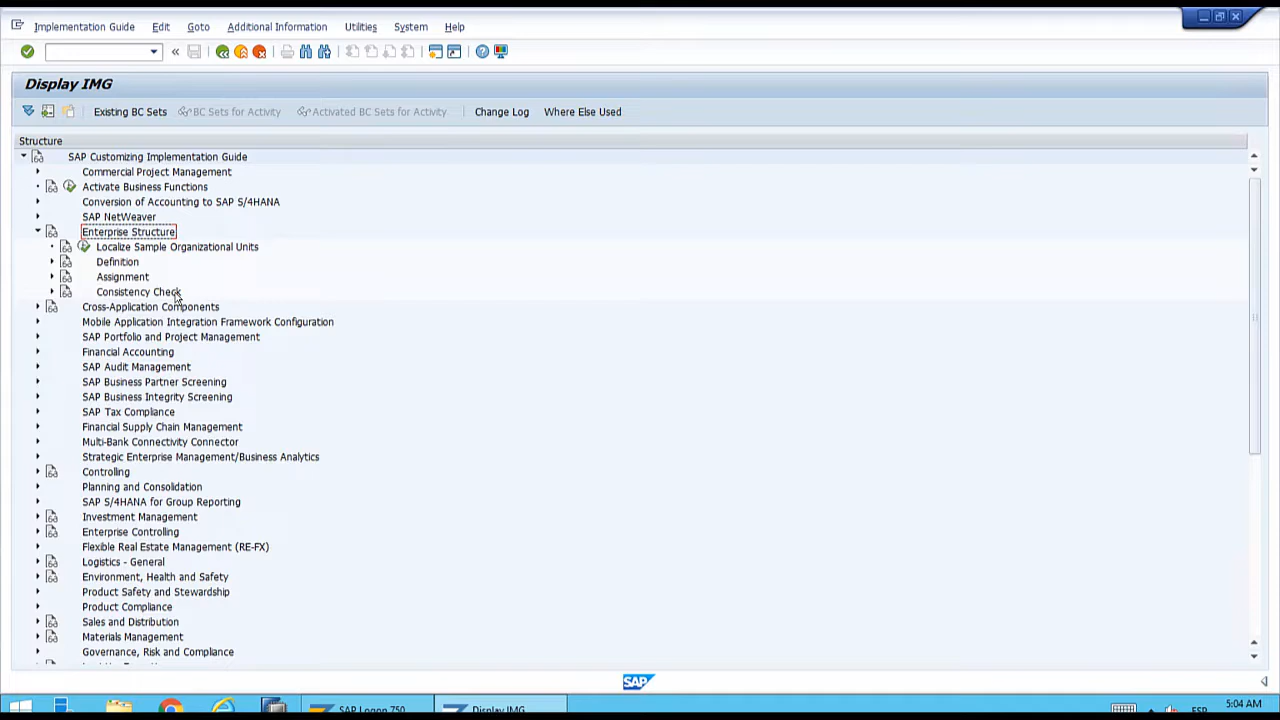 Implementation Guide Edit Goto Additional Information Utilities System Help
Display IMG
Existing BC Sets BC Sets for Activity Activated BC Sets for Activity Change Log Where Else Used
Structure
SAP Customizing Implementation Guide
Commercial Project Management
Activate Business Functions
Conversion of Accounting to SAP S/4HANA
SAP NetWeaver
Enterprise Structure
Localize Sample Organizational Units
Definition
Assignment
Consistency Check
Cross-Application Components
Mobile Application Integration Framework Configuration
SAP Portfolio and Project Management
Financial Accounting
SAP Audit Management
SAP Business Partner Screening
SAP Business Integrity Screening
SAP Tax Compliance
Financial Supply Chain Management
Multi-Bank Connectivity Connector
Strategic Enterprise Management/Business Analytics
Controlling
Planning and Consolidation
SAP S/4HANA for Group Reporting
Investment Management
Enterprise Controlling
Flexible Real Estate Management (RE-FX)
Logistics - General
Environment, Health and Safety
Product Safety and Stewardship
Product Compliance
Sales and Distribution
Materials Management
Governance, Risk and Compliance
SAP
SAP Logon 750 Display IMG ESP 5:04 AM